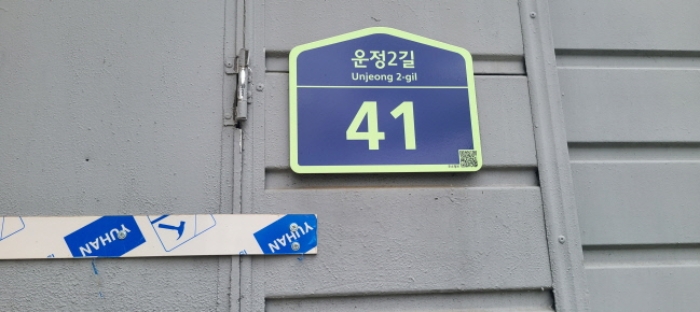 운정2길
Unjeong 2-gil
41
YUHAN
YUHAN